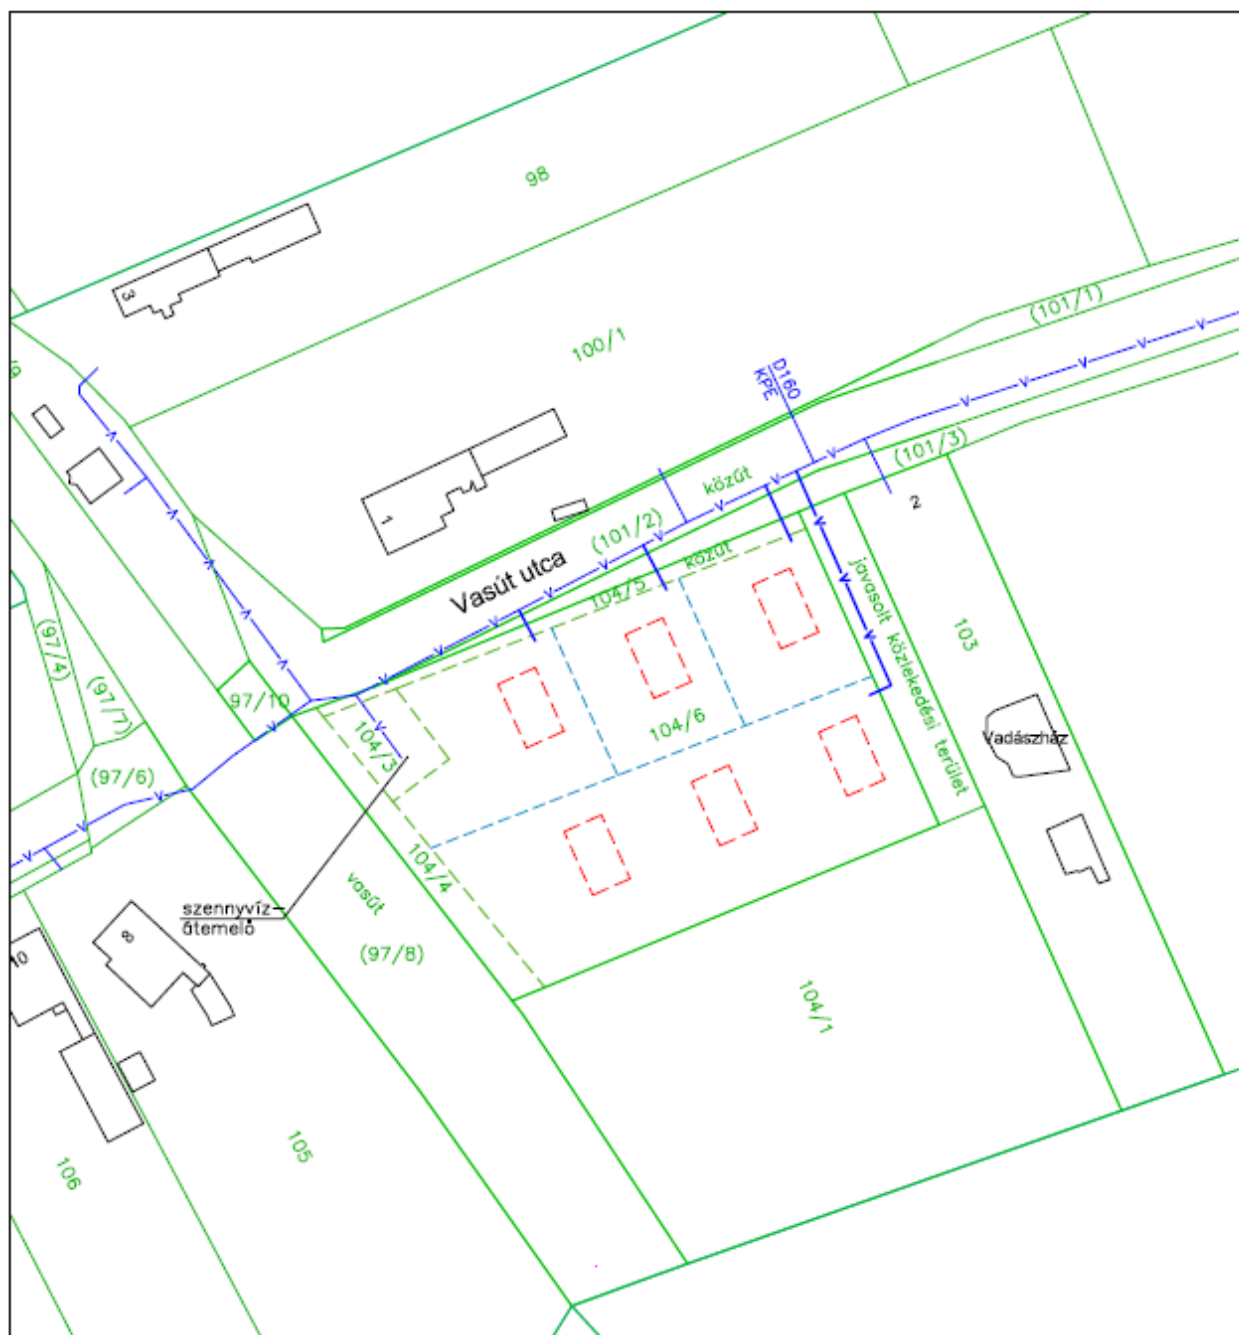 98
3
100/1
(101/1)
D160
KPE
(101/3)
közút
2
1
(101/2)
közút
Vasút utca
104/5
javasolt közlekedési terület
103
(97/4)
(97/7)
97/10
104/3
104/6
Vadászház
(97/6)
104/4
vasút
szennyvíz-
átemelő
(97/8)
8
10
104/1
105
106